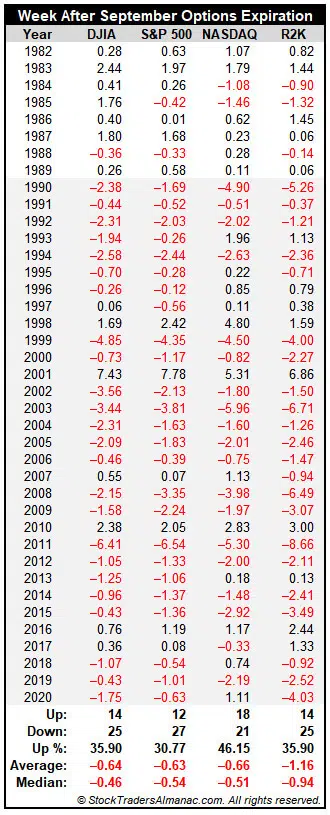 Week After September Options Expiration
Year DJIA S&P 500 NASDAQ R2K
1982 0.28 0.63 1.07 0.82
1983 2.44 1.97 1.79 1.44
1984 0.41 0.26 –1.08 –0.90
1985 1.76 –0.42 –1.46 –1.32
1986 0.40 0.01 0.62 1.45
1987 1.80 1.68 0.23 0.06
1988 –0.36 –0.33 0.28 –0.14
1989 0.26 0.58 0.11 0.06
1990 –2.38 –1.69 –4.90 –5.26
1991 –0.44 –0.52 –0.51 –0.37
1992 –2.31 –2.03 –2.02 –1.21
1993 –1.94 –0.26 1.96 1.13
1994 –2.58 –2.44 –2.63 –2.36
1995 –0.70 –0.28 0.22 –0.71
1996 –0.26 –0.12 0.85 0.79
1997 0.06 –0.56 0.11 0.38
1998 1.69 2.42 4.80 1.59
1999 –4.85 –4.35 –4.50 –4.00
2000 –0.73 –1.17 –0.82 –2.27
2001 7.43 7.78 5.31 6.86
2002 –3.56 –2.13 –1.80 –1.50
2003 –3.44 –3.81 –5.96 –6.71
2004 –2.31 –1.63 –1.60 –1.26
2005 –2.09 –1.83 –2.01 –2.46
2006 –0.46 –0.39 –0.75 –1.47
2007 0.55 0.07 1.13 –0.94
2008 –2.15 –3.35 –3.98 –6.49
2009 –1.58 –2.24 –1.97 –3.07
2010 2.38 2.05 2.83 3.00
2011 –6.41 –6.54 –5.30 –8.66
2012 –1.05 –1.33 –2.00 –2.11
2013 –1.25 –1.06 0.18 0.13
2014 –0.96 –1.37 –1.48 –2.41
2015 –0.43 –1.36 –2.92 –3.49
2016 0.76 1.19 1.17 2.44
2017 0.36 0.08 –0.33 1.33
2018 –1.07 –0.54 0.74 –0.92
2019 –0.43 –1.01 –2.19 –2.52
2020 –1.75 –0.63 1.11 –4.03
Up: 14 12 18 14
Down: 25 27 21 25
Up %: 35.90 30.77 46.15 35.90
Average: –0.64 –0.63 –0.66 –1.16
Median: –0.46 –0.54 –0.51 –0.94
© StockTradersAlmanac.com. All rights reserved.